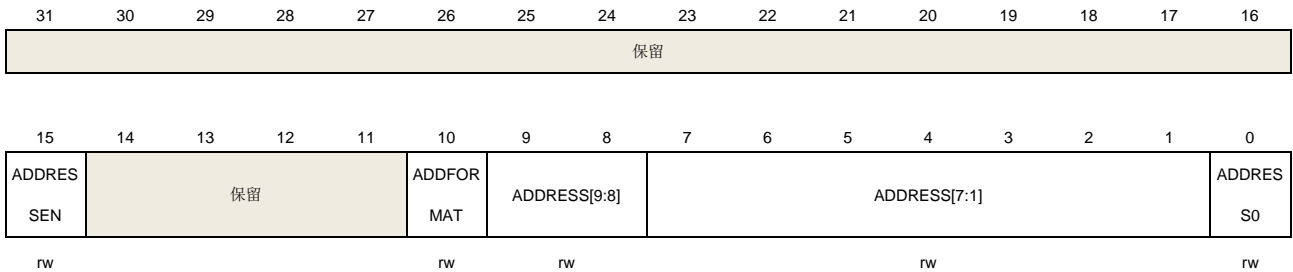 31 30 29 28 27 26 25 24 23 22 21 20 19 18 17 16
保留
15 14 13 12 11 10 9 8 7 6 5 4 3 2 1 0
ADDRES
SEN
保留
ADDFOR
MAT
ADDRESS[9:8]
ADDRESS[7:1]
ADDRES
S0
rw rw rw rw rw